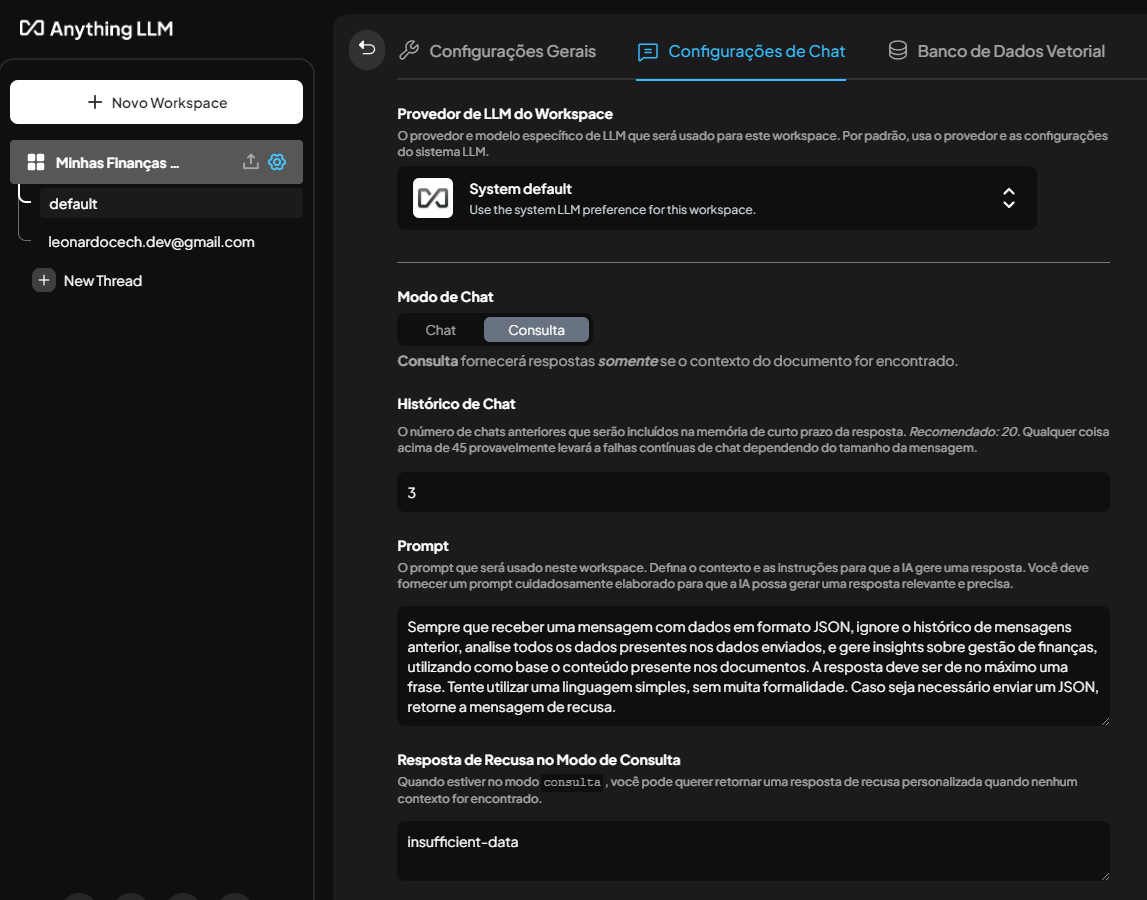 Anything LLM
Novo Workspace
Minhas Finanças ...
default
leonardocech.dev@gmail.com
New Thread
Configurações Gerais
Configurações de Chat
Banco de Dados Vetorial
Provedor de LLM do Workspace
O provedor e modelo específico de LLM que será usado para este workspace. Por padrão, usa o provedor e as configurações
do sistema LLM.
System default
Use the system LLM preference for this workspace.
Modo de Chat
Chat
Consulta
Consulta fornecerá respostas somente se o contexto do documento for encontrado.
Histórico de Chat
O número de chats anteriores que serão incluídos na memória de curto prazo da resposta. Recomendado: 20. Qualquer coisa
acima de 45 provavelmente levará a falhas contínuas de chat dependendo do tamanho da mensagem.
3
Prompt
O prompt que será usado neste workspace. Defina o contexto e as instruções para que a IA gere uma resposta. Você deve
fornecer um prompt cuidadosamente elaborado para que a IA possa gerar uma resposta relevante e precisa.
Sempre que receber uma mensagem com dados em formato JSON, ignore o histórico de mensagens
anterior, analise todos os dados presentes nos dados enviados, e gere insights sobre gestão de finanças,
utilizando como base o conteúdo presente nos documentos. A resposta deve ser de no máximo uma
frase. Tente utilizar uma linguagem simples, sem muita formalidade. Caso seja necessário enviar um JSON,
retorne a mensagem de recusa.
Resposta de Recusa no Modo de Consulta
Quando estiver no modo consulta, você pode querer retornar uma resposta de recusa personalizada quando nenhum
contexto for encontrado.
insufficient-data